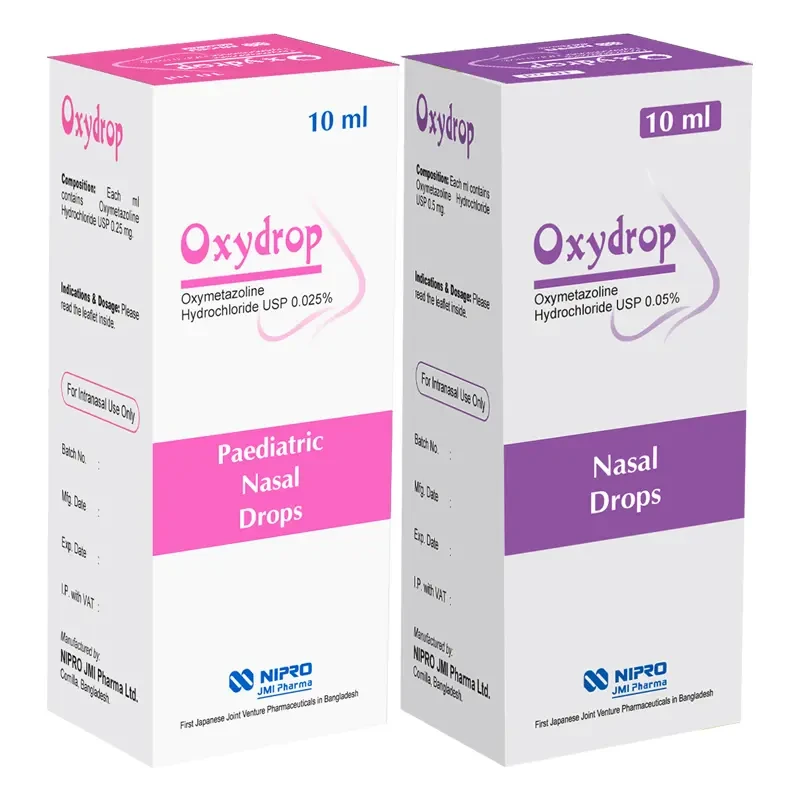 Oxydrop
10 ml
Oxydrop
Composition: Each ml
contains Oxymetazoline
Hydrochloride USP 0.25 mg.
Indications & Dosage: Please
read the leaflet inside.
For Intranasal Use Only
Batch No. :
Mfg. Date :
Exp. Date :
I.P. with VAT :
Manufactured by:
NIPRO JMI Pharma Ltd.
Comilla, Bangladesh.
10 ml
Oxydrop
Oxymetazoline
Hydrochloride USP 0.025%
Paediatric
Nasal
Drops
NIPRO
JMI Pharma
First Japanese Joint Venture Pharmaceuticals in Bangladesh
Oxydrop
Oxydrop
Composition: Each ml contains
Oxymetazoline Hydrochloride
USP 0.5 mg.
Indications & Dosage: Please
read the leaflet inside.
For Intranasal Use Only
Batch No. :
Mfg. Date :
Exp. Date :
I.P. with VAT :
Manufactured by:
NIPRO JMI Pharma Ltd.
Comilla, Bangladesh.
10 ml
Oxydrop
Oxymetazoline
Hydrochloride USP 0.05%
Nasal
Drops
NIPRO
JMI Pharma
First Japanese Joint Venture Pharmaceuticals in Bangladesh